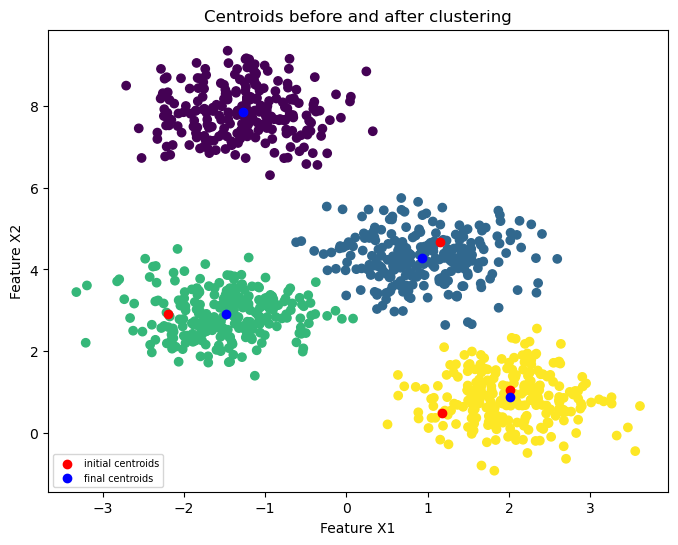 Centroids before and after clustering
Feature X2
8
6
4
2
0
initial centroids
final centroids
−3
−2
−1
0
1
2
3
Feature X1